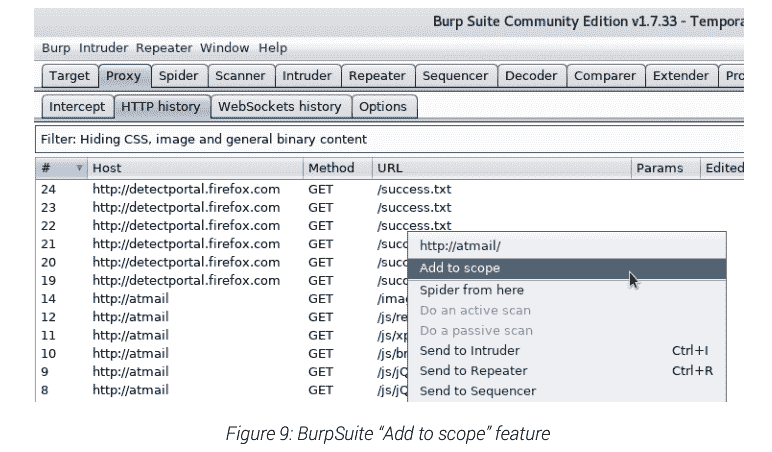 Burp Suite Community Edition v1.7.33 - Tempora
Burp Intruder Repeater Window Help
Target Proxy Spider Scanner Intruder Repeater Sequencer Decoder Comparer Extender Pro
Intercept HTTP history WebSockets history Options
Filter: Hiding CSS, image and general binary content
# Host Method URL Params Edited
24 http://detectportal.firefox.com GET /success.txt
23 http://detectportal.firefox.com GET /success.txt
22 http://detectportal.firefox.com GET /success.txt
21 http://detectportal.firefox.com GET /succ
20 http://detectportal.firefox.com GET /succ
19 http://detectportal.firefox.com GET /succ
14 http://atmail GET /imag
12 http://atmail GET /js/re
11 http://atmail GET /js/xp
10 http://atmail GET /js/br
9 http://atmail GET /js/jQ
8 http://atmail GET /js/jQ
http://atmail/
Add to scope
Spider from here
Do an active scan
Do a passive scan
Send to Intruder Ctrl+I
Send to Repeater Ctrl+R
Send to Sequencer
Figure 9: BurpSuite “Add to scope” feature